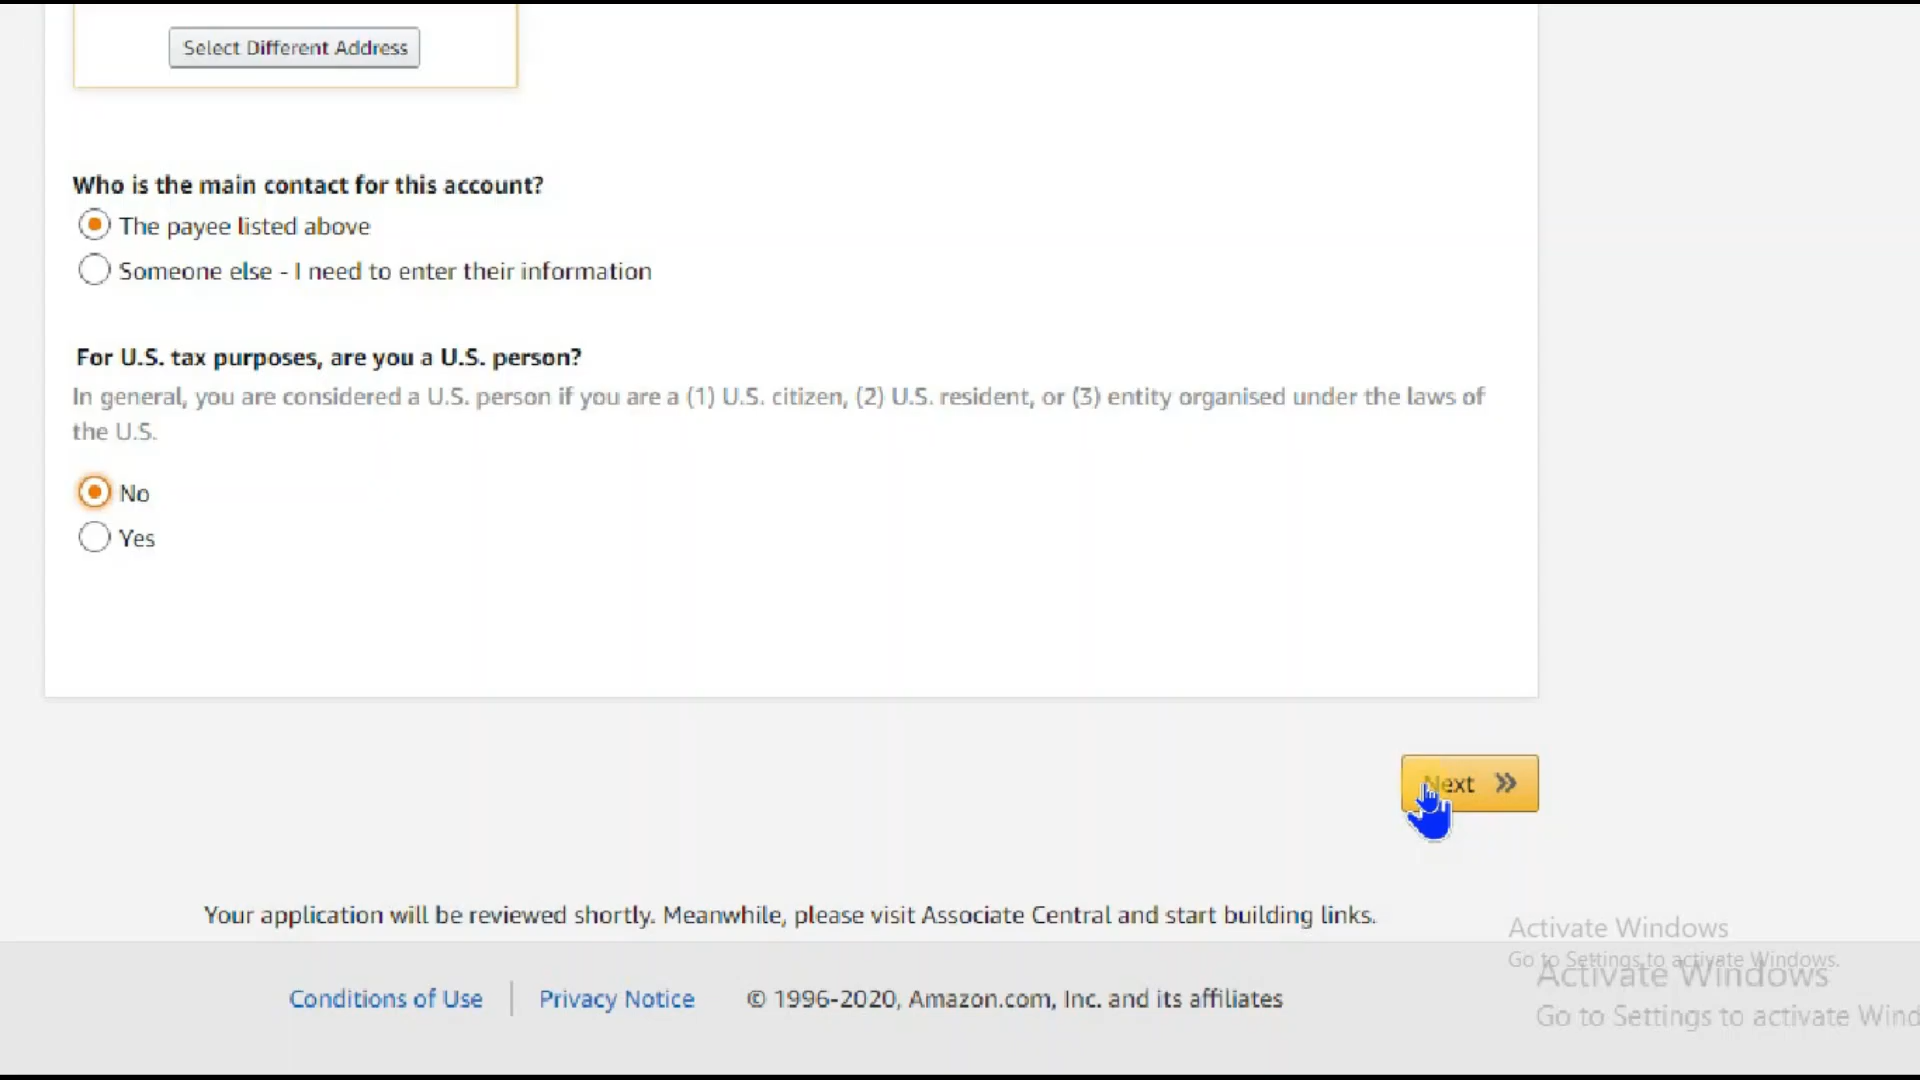 Select Different Address
Who is the main contact for this account?
The payee listed above
Someone else - I need to enter their information
For U.S. tax purposes, are you a U.S. person?
In general, you are considered a U.S. person if you are a (1) U.S. citizen, (2) U.S. resident, or (3) entity organised under the laws of
the U.S.
No
Yes
Next
Your application will be reviewed shortly. Meanwhile, please visit Associate Central and start building links.
Activate Windows
Go to Settings to activate Windows.
Activate Windows
Go to Settings to activate Wind
Conditions of Use
Privacy Notice
© 1996-2020, Amazon.com, Inc. and its affiliates